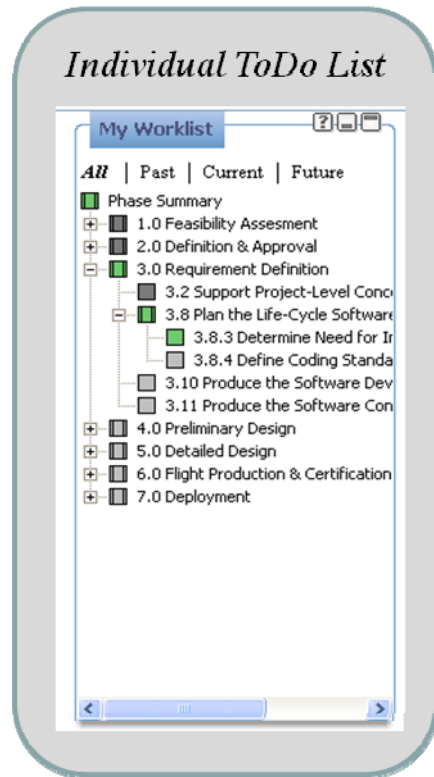 Individual ToDo List
My Worklist
?
All | Past | Current | Future
Phase Summary
1.0 Feasibility Assesment
2.0 Definition & Approval
3.0 Requirement Definition
3.2 Support Project-Level Conc
3.8 Plan the Life-Cycle Software
3.8.3 Determine Need for Ir
3.8.4 Define Coding Standa
3.10 Produce the Software Dev
3.11 Produce the Software Con
4.0 Preliminary Design
5.0 Detailed Design
6.0 Flight Production & Certification
7.0 Deployment